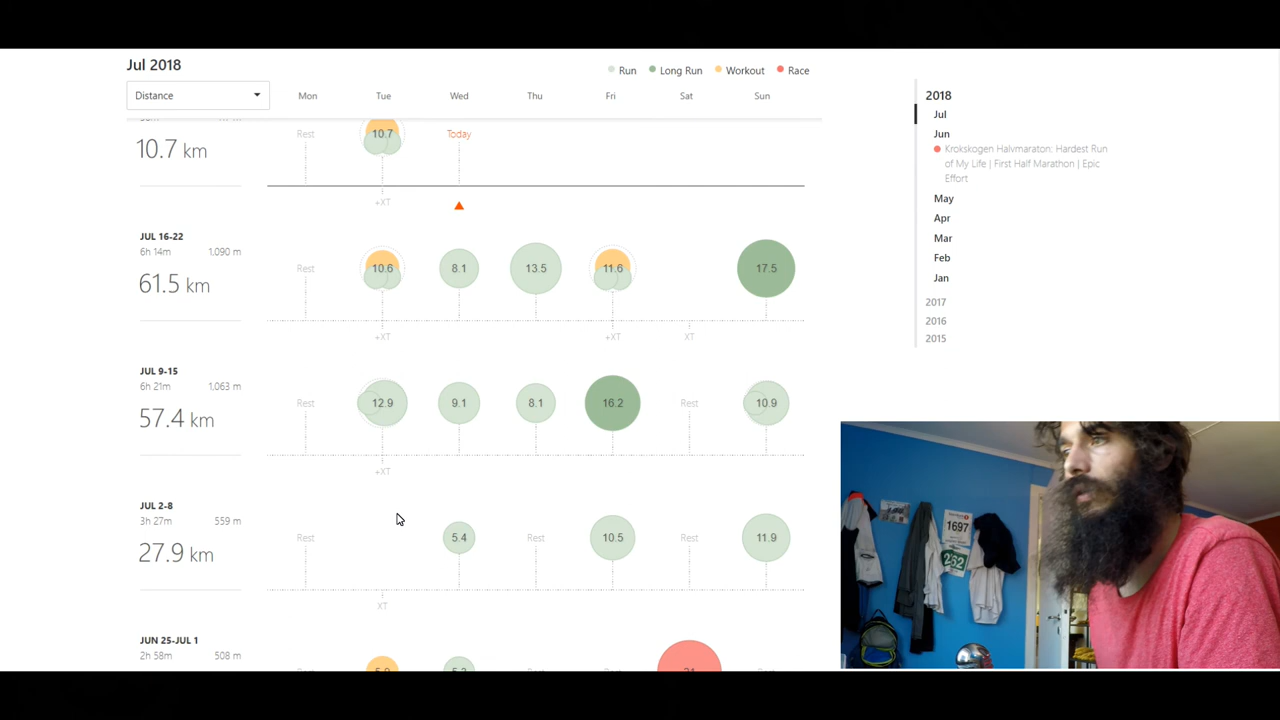 Jul 2018
Run Long Run Workout Race
Distance
Mon Tue Wed Thu Fri Sat Sun
10.7 km
Rest 10.7 Today
+XT
JUL 16-22
6h 14m 1,090 m
61.5 km
Rest 10.6 8.1 13.5 11.6 17.5
+XT +XT XT
JUL 9-15
6h 21m 1,063 m
57.4 km
Rest 12.9 9.1 8.1 16.2 Rest 10.9
+XT
JUL 2-8
3h 27m 559 m
27.9 km
Rest 5.4 Rest 10.5 Rest 11.9
XT
JUN 25-JUL 1
2h 58m 508 m
21
2018
Jul
Jun
Krokskogen Halvmaraton: Hardest Run
of My Life | First Half Marathon | Epic
Effort
May
Apr
Mar
Feb
Jan
2017
2016
2015
1697
262